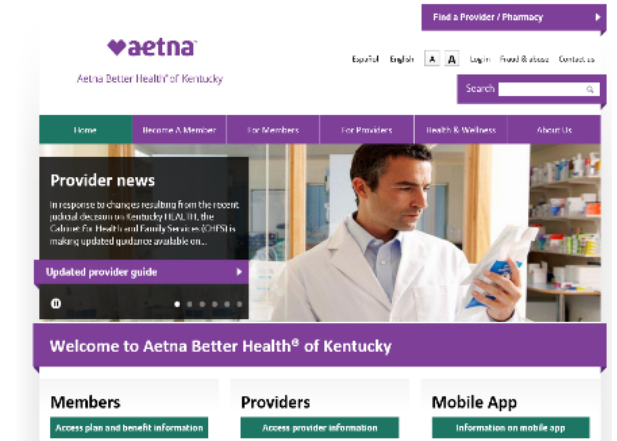 Find a Provider / Pharmacy
aetna
Aetna Better Health® of Kentucky
Español English A A Login Fraud & abuse Contact us
Search
Home Become A Member For Members For Providers Health & Wellness About Us
Provider news
In response to changes resulting from the recent
judicial decision on Kentucky HEALTH, the
Cabinet for Health and Family Services (CHFS) is
making updated guidance available on...
Updated provider guide
Welcome to Aetna Better Health® of Kentucky
Members Providers Mobile App
Access plan and benefit information Access provider information Information on mobile app